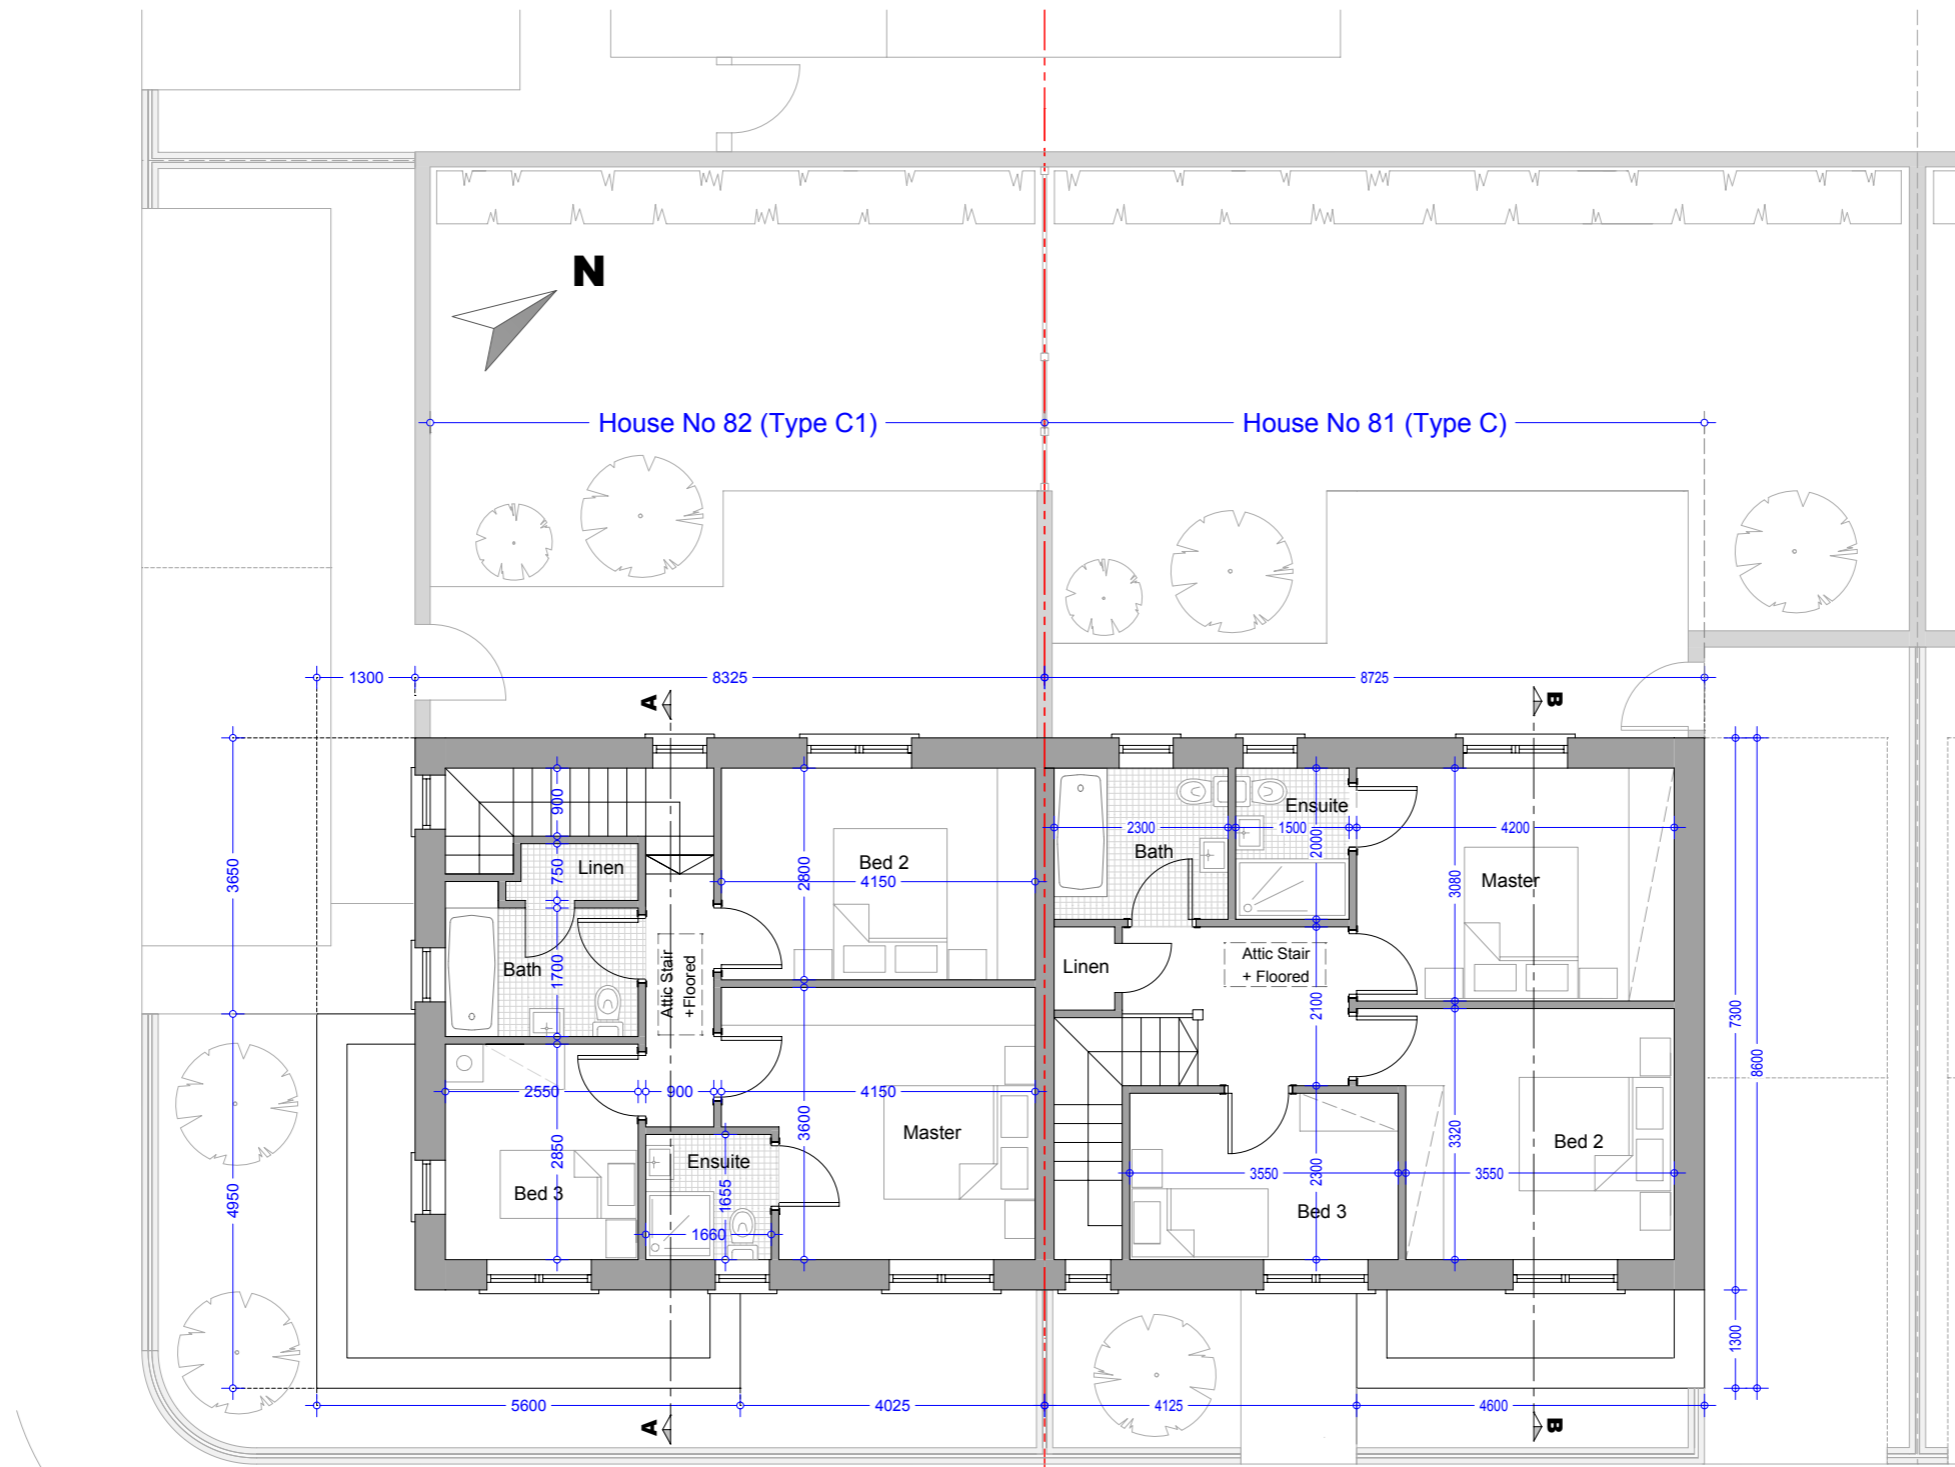 N
House No 82 (Type C1)
House No 81 (Type C)
1300
8325
8725
A
B
3650
900
750
Linen
1700
Bath
Bed 2
2800
4150
Attic Stair
+Floored
2550
900
4150
2850
Bed 3
Ensuite
1655
1660
3600
Master
4950
2300
Bath
Ensuite
1500
2000
4200
3080
Master
Linen
Attic Stair
+ Floored
2100
3550
2300
Bed 3
3320
3550
Bed 2
7300
8600
1300
5600
4025
4125
4600
A
B